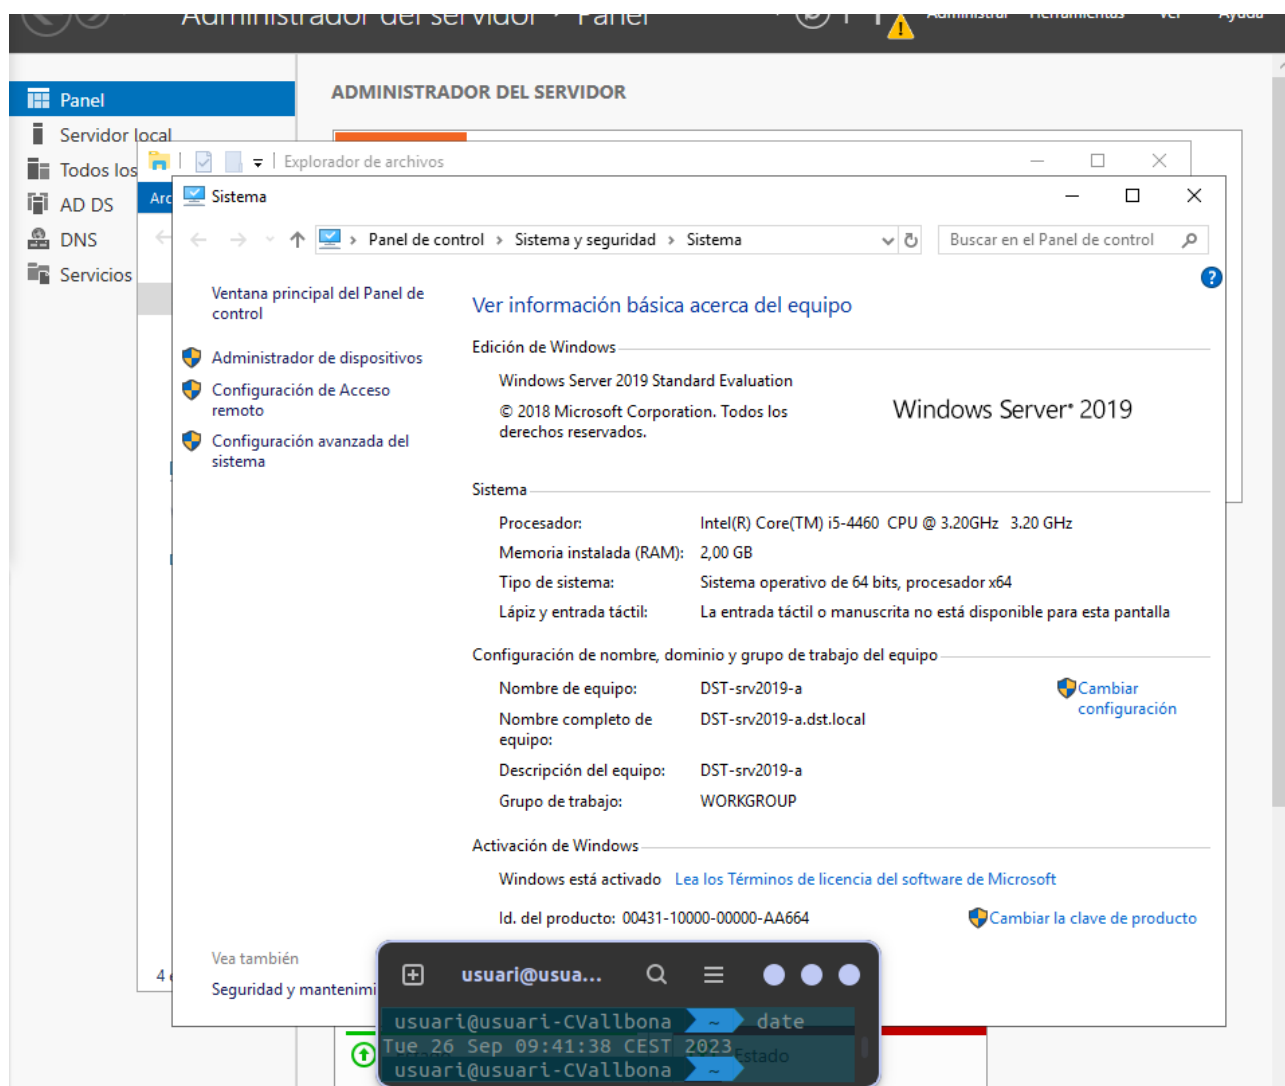 Administrador del servidor
Panel
Administrar Herramientas Ver Ayuda
Panel
Servidor local
Todos los
AD DS
DNS
Servicios
ADMINISTRADOR DEL SERVIDOR
Explorador de archivos
Sistema
Panel de control > Sistema y seguridad > Sistema
Buscar en el Panel de control
Ventana principal del Panel de
control
Administrador de dispositivos
Configuración de Acceso
remoto
Configuración avanzada del
sistema
Ver información básica acerca del equipo
Edición de Windows
Windows Server 2019 Standard Evaluation
© 2018 Microsoft Corporation. Todos los
derechos reservados.
Windows Server® 2019
Sistema
Procesador: Intel(R) Core(TM) i5-4460 CPU @ 3.20GHz 3.20 GHz
Memoria instalada (RAM): 2,00 GB
Tipo de sistema: Sistema operativo de 64 bits, procesador x64
Lápiz y entrada táctil: La entrada táctil o manuscrita no está disponible para esta pantalla
Configuración de nombre, dominio y grupo de trabajo del equipo
Nombre de equipo: DST-srv2019-a
Cambiar
configuración
Nombre completo de
equipo:
DST-srv2019-a.dst.local
Descripción del equipo: DST-srv2019-a
Grupo de trabajo: WORKGROUP
Activación de Windows
Windows está activado Lea los Términos de licencia del software de Microsoft
Id. del producto: 00431-10000-00000-AA664
Cambiar la clave de producto
Vea también
Seguridad y mantenimi
4
usuari@usua...
usuari@usuari-CVallbona ~ date
Tue 26 Sep 09:41:38 CEST 2023
usuari@usuari-CVallbona ~
Estado